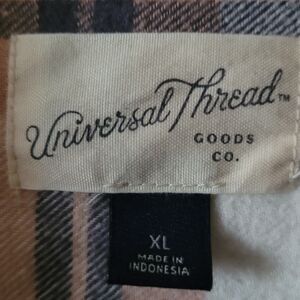 Universal Thread™
GOODS
CO.
XL
MADE IN
INDONESIA